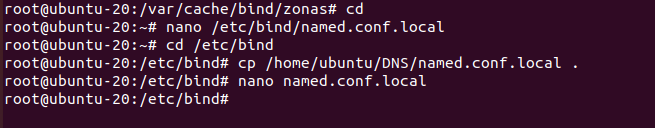 root@ubuntu-20:/var/cache/bind/zonas# cd
root@ubuntu-20:~# nano /etc/bind/named.conf.local
root@ubuntu-20:~# cd /etc/bind
root@ubuntu-20:/etc/bind# cp /home/ubuntu/DNS/named.conf.local .
root@ubuntu-20:/etc/bind# nano named.conf.local
root@ubuntu-20:/etc/bind#